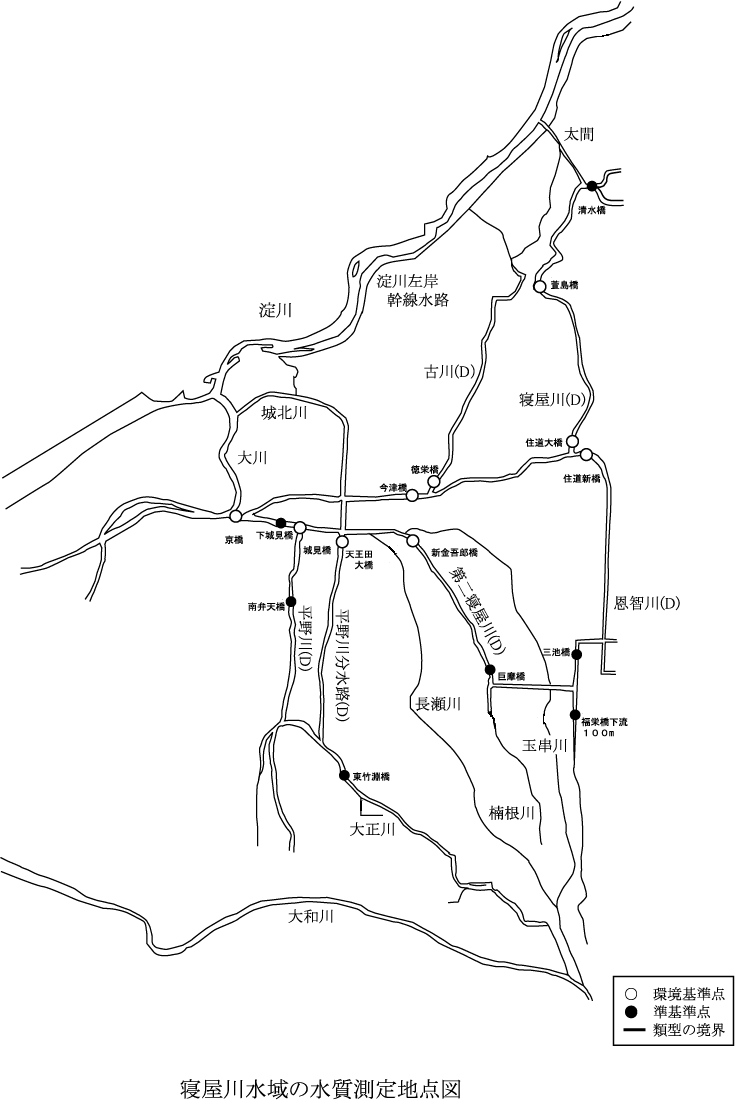 太間
清水橋
淀川左岸
幹線水路
萱島橋
淀川
古川(D)
寝屋川(D)
城北川
住道大橋
大川
徳栄橋
住道新橋
今津橋
京橋
下城見橋
城見橋
天王田
大橋
新金吾郎橋
第二寝屋川(D)
恩智川(D)
南弁天橋
平野川(D)
平野川分水路(D)
三池橋
巨摩橋
長瀬川
福栄橋下流
１００m
玉串川
東竹淵橋
楠根川
大正川
大和川
環境基準点
準基準点
類型の境界
寝屋川水域の水質測定地点図